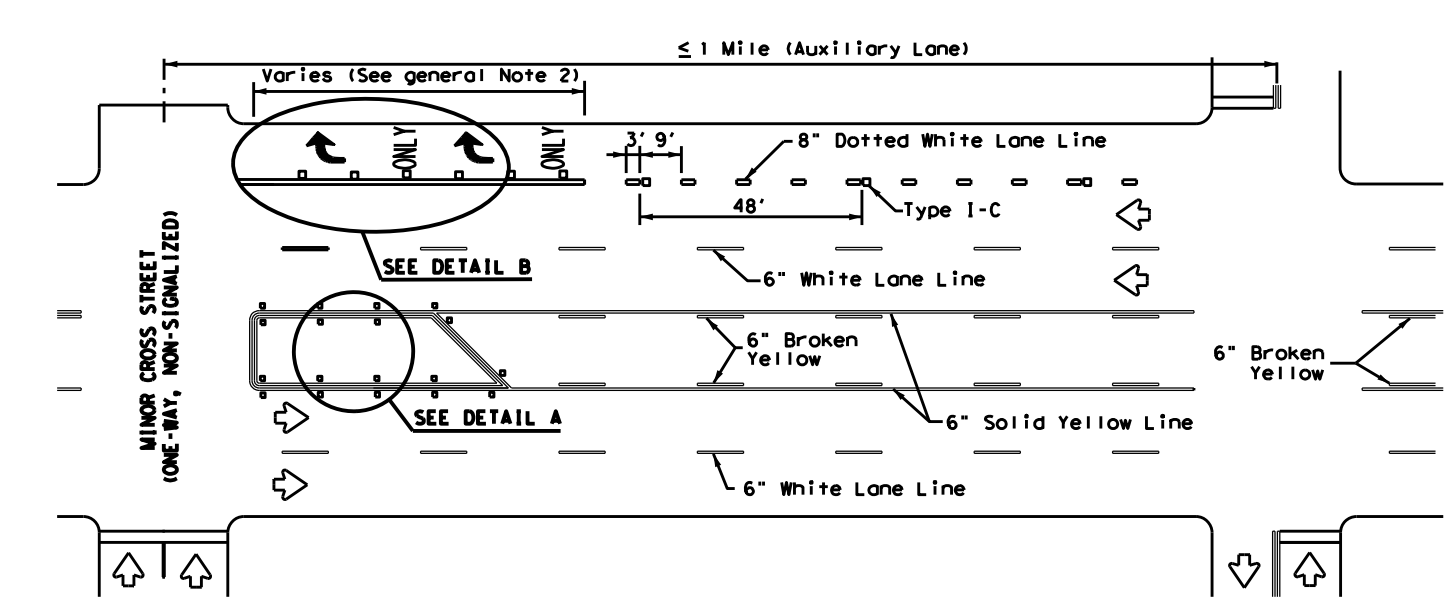 ≤ 1 Mile (Auxiliary Lane)
Varies (See general Note 2)
ONLY
ONLY
3' 9'
8" Dotted White Lane Line
48'
Type I-C
SEE DETAIL B
6" White Lane Line
MINOR CROSS STREET
(ONE-WAY, NON-SIGNALIZED)
6" Broken
Yellow
6" Broken
Yellow
SEE DETAIL A
6" Solid Yellow Line
6" White Lane Line